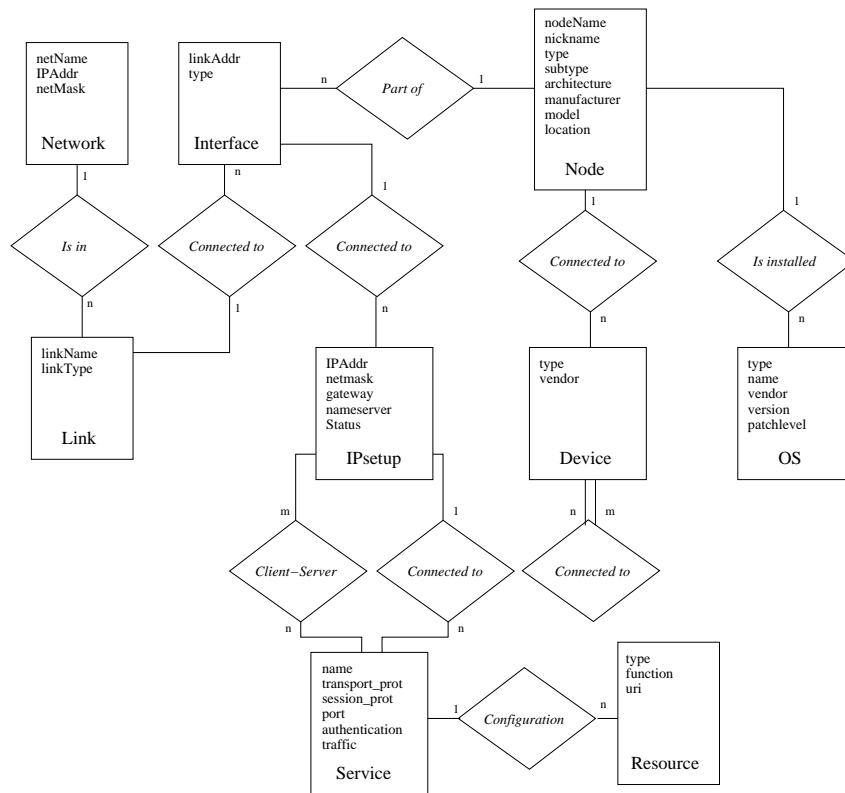 netName
IPAddr
netMask
Network
linkAddr
type
Interface
n
Part of
1
nodeName
nickname
type
subtype
architecture
manufacturer
model
location
Node
1
n
1
1
1
Is in
Connected to
Connected to
Connected to
Is installed
n
1
n
n
n
linkName
linkType
Link
IPAddr
netmask
gateway
nameserver
Status
IPsetup
type
vendor
Device
type
name
vendor
version
patchlevel
OS
m
1
n
m
Client-Server
Connected to
Connected to
n
n
name
transport_prot
session_prot
port
authentication
traffic
Service
1
Configuration
n
type
function
uri
Resource